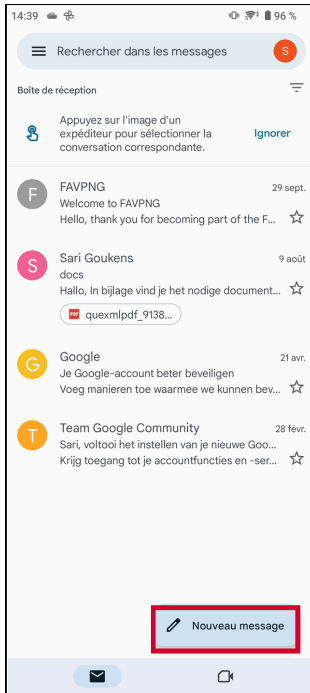 14:39 96 %
Rechercher dans les messages S
Boîte de réception
Appuyez sur l'image d'un
expéditeur pour sélectionner la
conversation correspondante.
Ignorer
F FAVPNG 29 sept.
Welcome to FAVPNG
Hello, thank you for becoming part of the F...
S Sari Goukens 9 août
docs
Hallo, In bijlage vind je het nodige document...
PDF quexmlpdf_9138...
G Google 21 avr.
Je Google-account beter beveiligen
Voeg manieren toe waarmee we kunnen bev...
T Team Google Community 28 févr.
Sari, voltooi het instellen van je nieuwe Goo...
Krijg toegang tot je accountfuncties en -ser...
Nouveau message